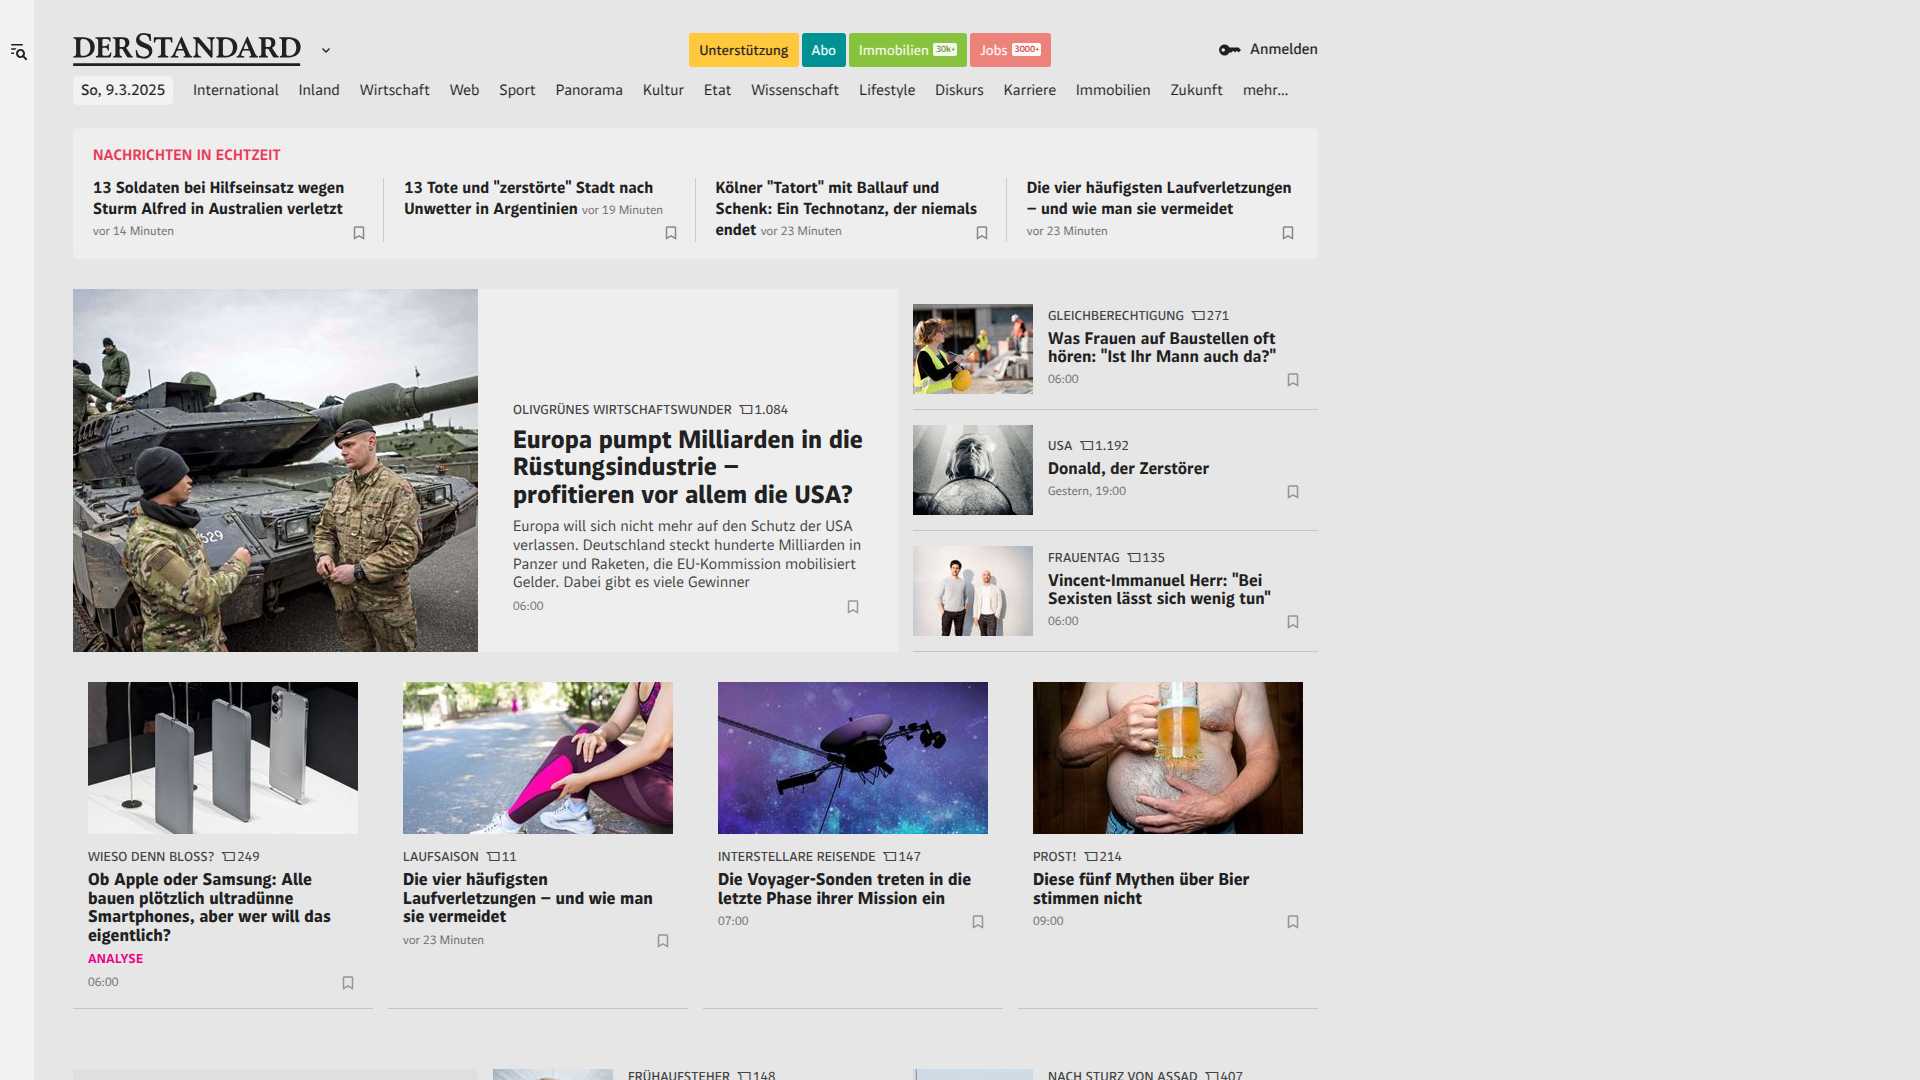 DERSTANDARD
Unterstützung
Abo
Immobilien 30k+
Jobs 3000+
Anmelden
So, 9.3.2025
International
Inland
Wirtschaft
Web
Sport
Panorama
Kultur
Etat
Wissenschaft
Lifestyle
Diskurs
Karriere
Immobilien
Zukunft
mehr...
NACHRICHTEN IN ECHTZEIT
13 Soldaten bei Hilfseinsatz wegen
Sturm Alfred in Australien verletzt
vor 14 Minuten
13 Tote und "zerstörte" Stadt nach
Unwetter in Argentinien vor 19 Minuten
Kölner "Tatort" mit Ballauf und
Schenk: Ein Technotanz, der niemals
endet vor 23 Minuten
Die vier häufigsten Laufverletzungen
– und wie man sie vermeidet
vor 23 Minuten
529
OLIVGRÜNES WIRTSCHAFTSWUNDER 1.084
Europa pumpt Milliarden in die
Rüstungsindustrie –
profitieren vor allem die USA?
Europa will sich nicht mehr auf den Schutz der USA
verlassen. Deutschland steckt hunderte Milliarden in
Panzer und Raketen, die EU-Kommission mobilisiert
Gelder. Dabei gibt es viele Gewinner
06:00
GLEICHBERECHTIGUNG 271
Was Frauen auf Baustellen oft
hören: "Ist Ihr Mann auch da?"
06:00
USA 1.192
Donald, der Zerstörer
Gestern, 19:00
FRAUENTAG 135
Vincent-Immanuel Herr: "Bei
Sexisten lässt sich wenig tun"
06:00
WIESO DENN BLOSS? 249
Ob Apple oder Samsung: Alle
bauen plötzlich ultradünne
Smartphones, aber wer will das
eigentlich?
ANALYSE
06:00
LAUFSAISON 11
Die vier häufigsten
Laufverletzungen – und wie man
sie vermeidet
vor 23 Minuten
INTERSTELLARE REISENDE 147
Die Voyager-Sonden treten in die
letzte Phase ihrer Mission ein
07:00
PROST! 214
Diese fünf Mythen über Bier
stimmen nicht
09:00
FRÜHAUFSTEHER 148
NACH STURZ VON ASSAD 407